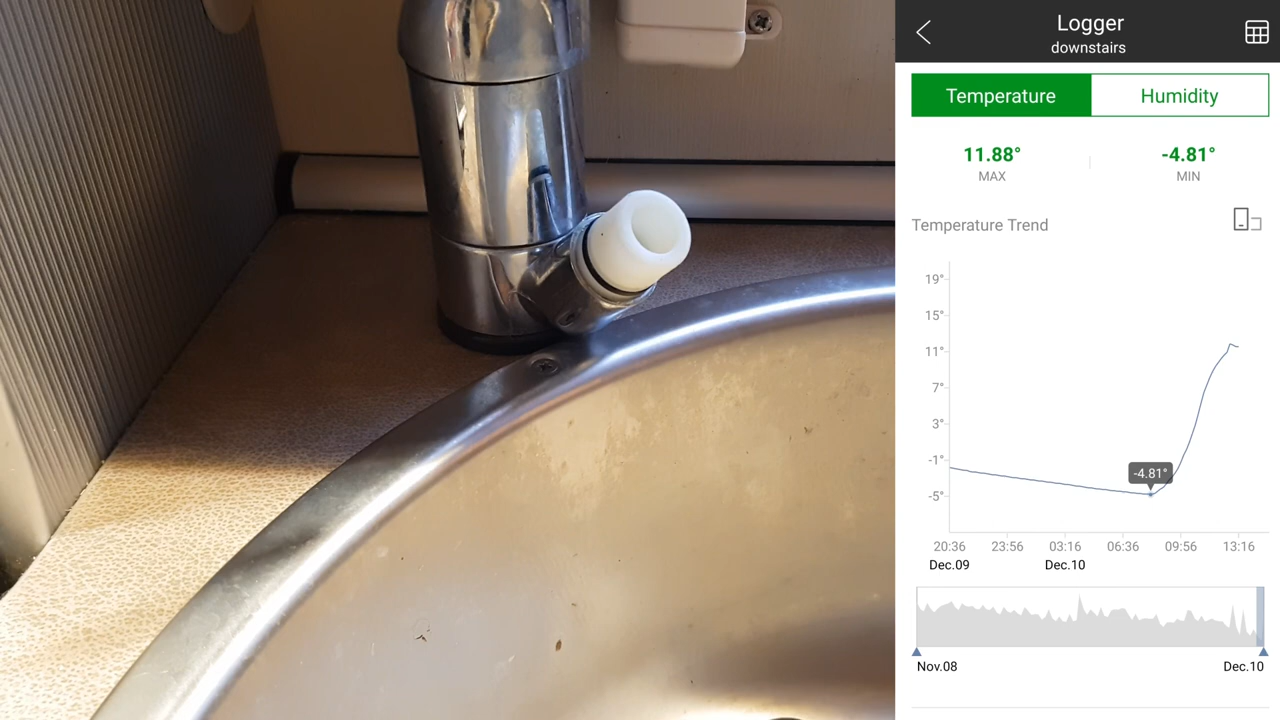 Logger
downstairs
Temperature
Humidity
11.88°
-4.81°
MAX
MIN
Temperature Trend
19°
15°
11°
7°
3°
-1°
-5°
-4.81°
20:36
23:56
03:16
06:36
09:56
13:16
Dec.09
Dec.10
Nov.08
Dec.10